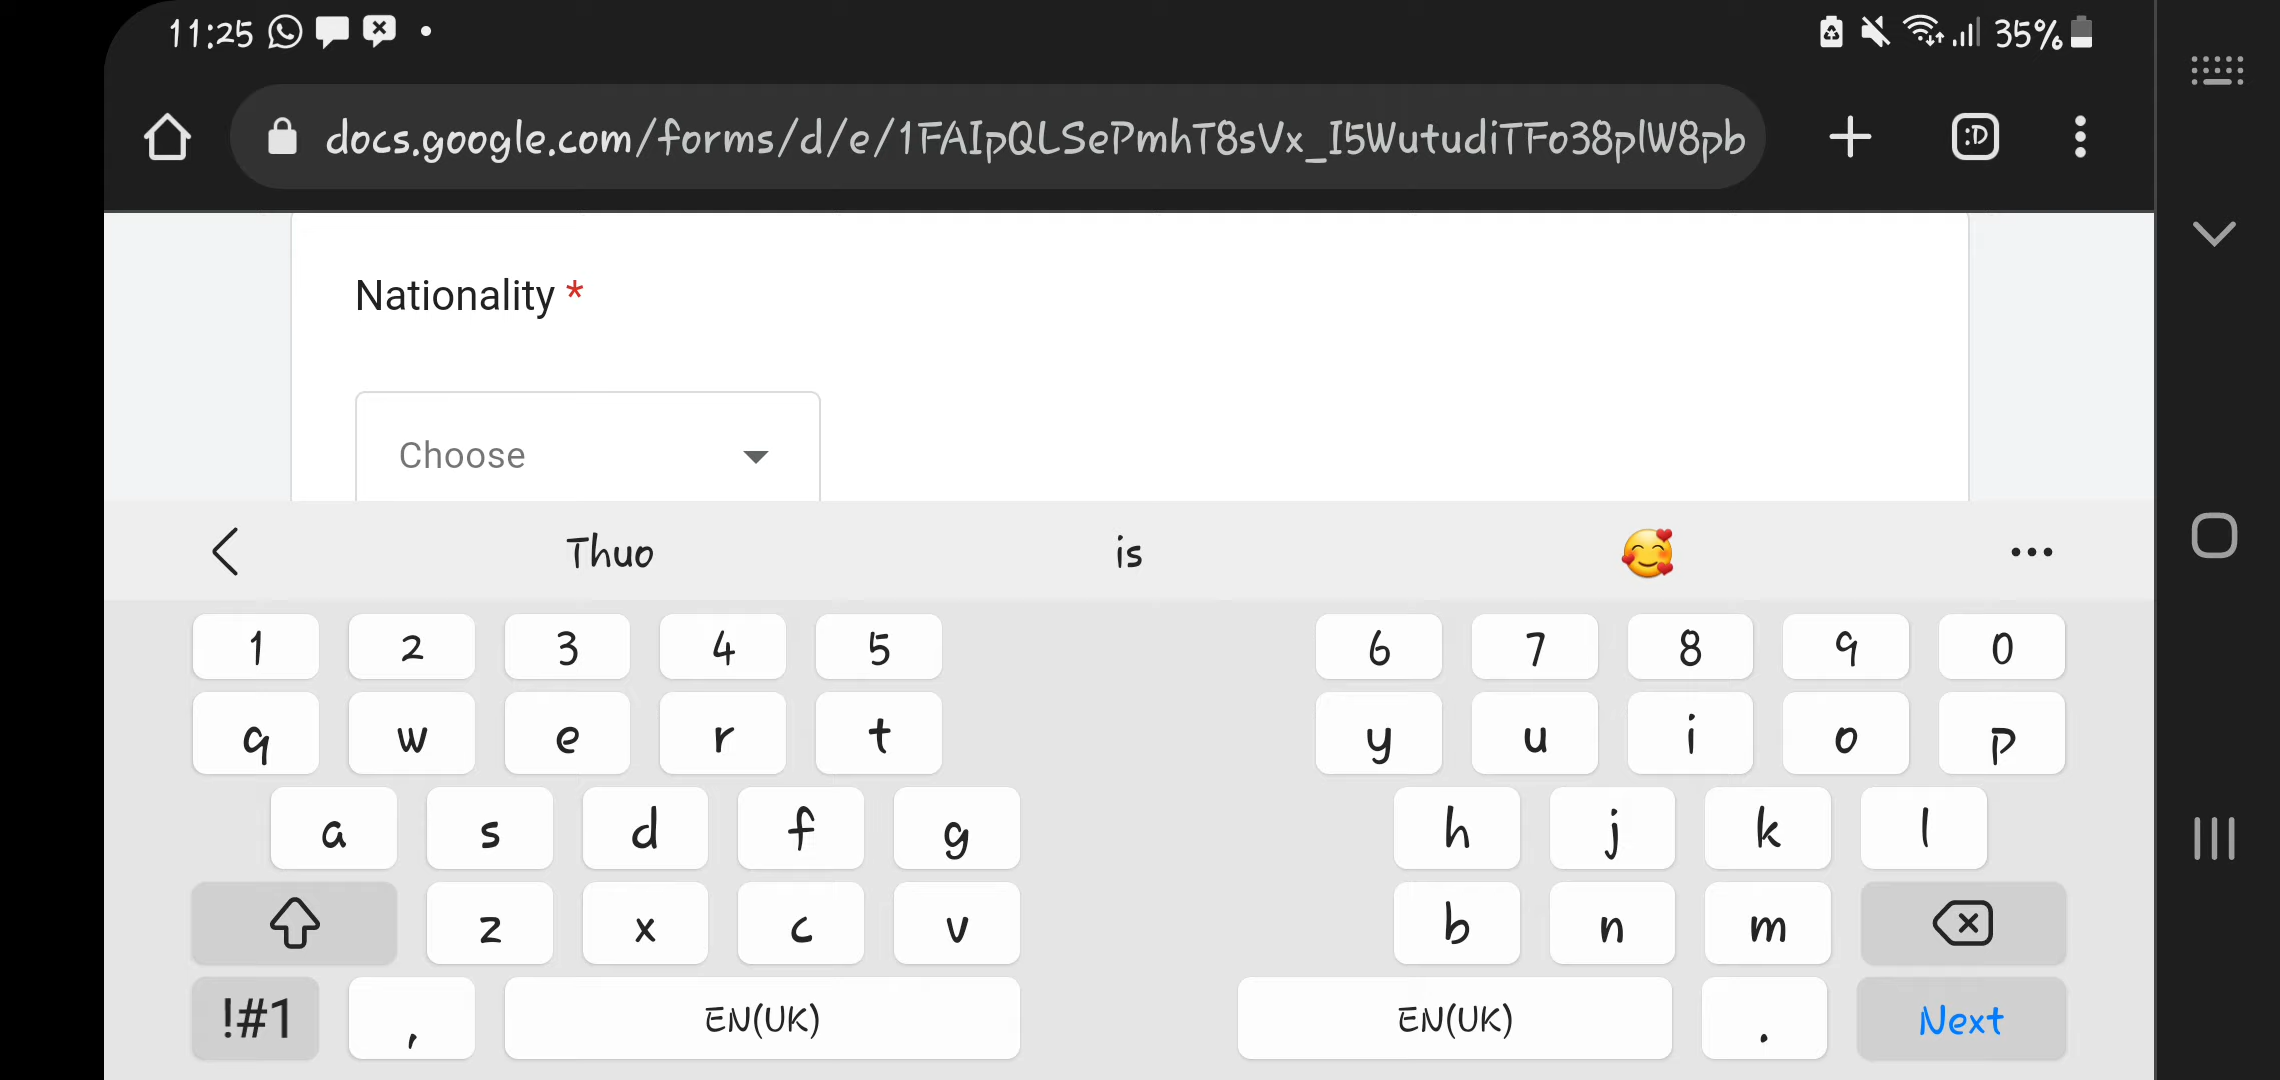 11:25
35%
docs.google.com/forms/d/e/1FAIpQLSePmhT8sVx_I5WutudiTFo38plW8pb
:D
Nationality *
Choose
Thuo is
1 2 3 4 5 6 7 8 9 0
q w e r t y u i o p
a s d f g h j k l
z x c v b n m
!#1 , EN(UK) EN(UK) . Next